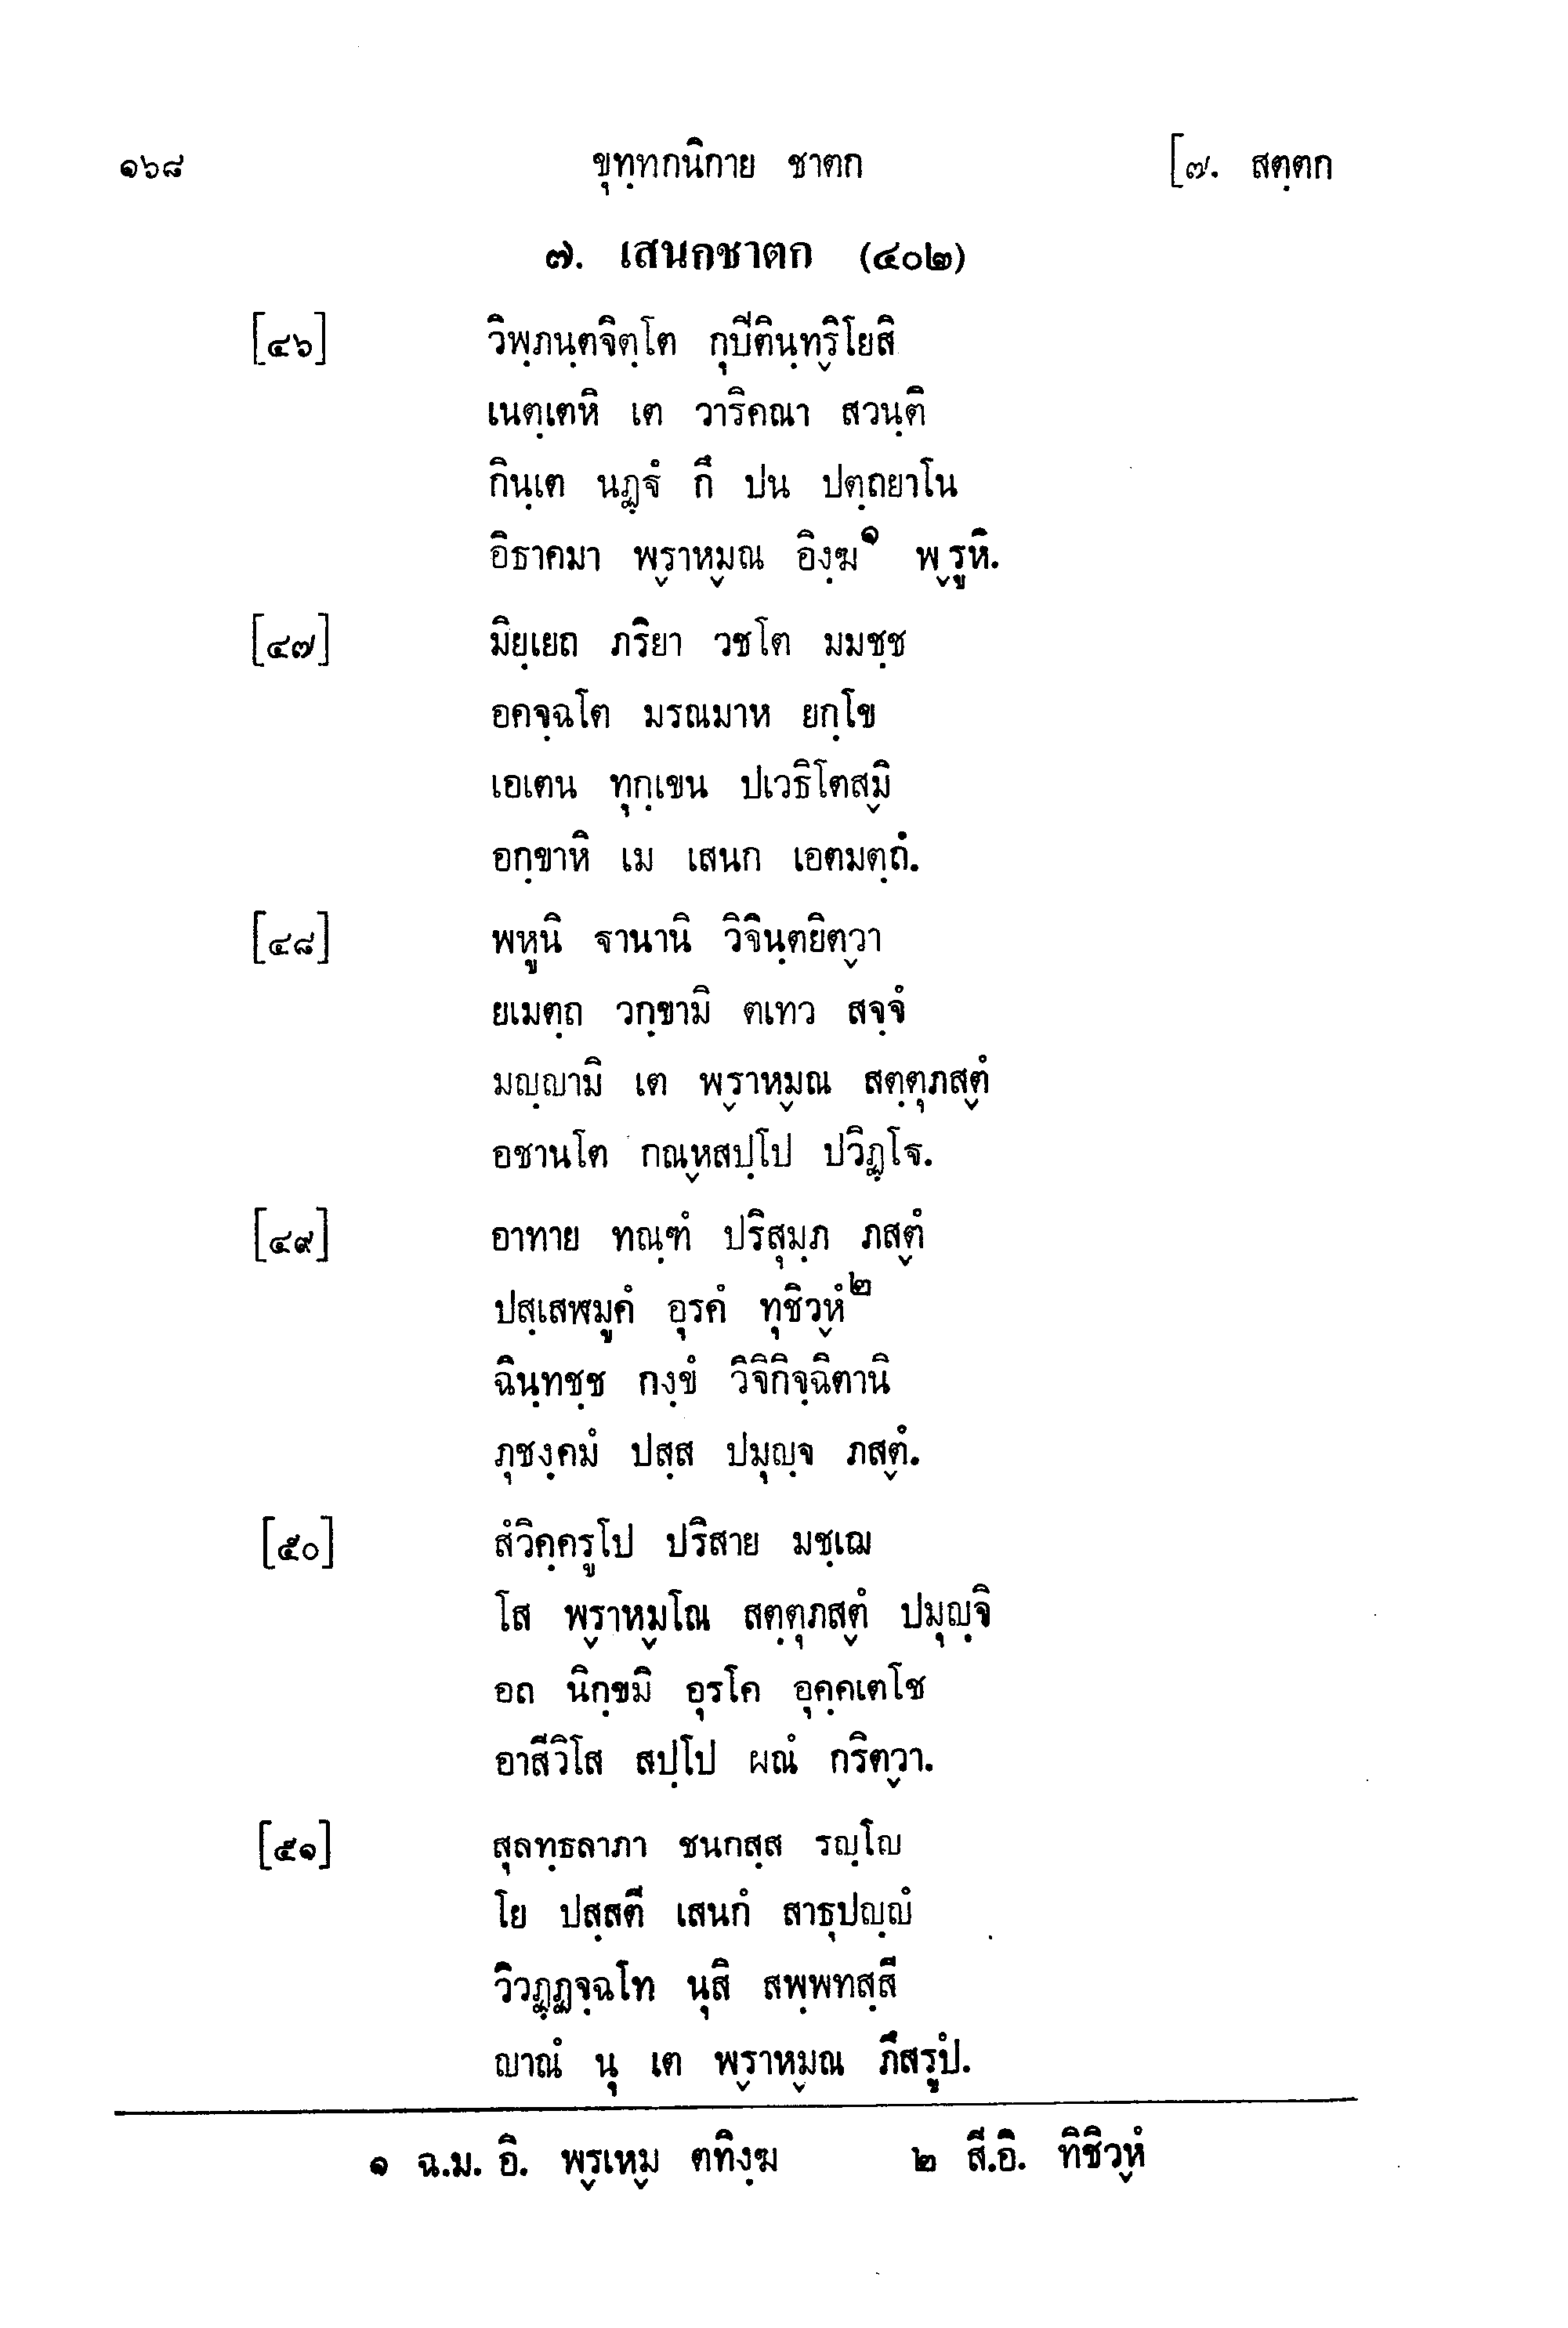 ๑๖๘ ขุทฺทกนิกาย ชาตก [๗. สตฺตก
๗. เสนกชาตก (๔๐๒)
[๔๖] วิพฺภนฺตจิตฺโต กุปีตินฺทฺริโยสิ
เนตฺเตหิ เต วาริคณา สวนฺติ
กินฺเต นฏฺฐํ กึ ปน ปตฺถยาโน
อิธาคมา พฺราหฺมณ อิงฺฆ๑ พฺรูหิ.
[๔๗] มิยฺเยถ ภริยา วชโต มมชฺช
อคจฺฉโต มรณมาห ยกฺโข
เอเตน ทุกฺเขน ปเวธิโตสฺมิ
อกฺขาหิ เม เสนก เอตมตฺถํ.
[๔๘] พหูนิ ฐานานิ วิจินฺตยิตฺวา
ยเมตฺถ วกฺขามิ ตเทว สจฺจํ
มญฺญามิ เต พฺราหฺมณ สตฺตุภสฺตํ
อชานโต กณฺหสปฺโป ปวิฏฺโฐ.
[๔๙] อาทาย ทณฺฑํ ปริสุมฺภ ภสฺตํ
ปสฺเสฬมูคํ อุรคํ ทุชิวฺหํ๒
ฉินฺทชฺช กงฺขํ วิจิกิจฺฉิตานิ
ภุชงฺคมํ ปสฺส ปมุญฺจ ภสฺตํ.
[๕๐] สํวิคฺครูโป ปริสาย มชฺเฌ
โส พฺราหฺมโณ สตฺตุภสฺตํ ปมุญฺจิ
อถ นิกฺขมิ อุรโค อุคฺคเตโช
อาสีวิโส สปฺโป ผณํ กริตฺวา.
[๕๑] สุลทฺธลาภา ชนกสฺส รญฺโญ
โย ปสฺสตี เสนกํ สาธุปญฺญํ
วิวฏฺฏจฺฉโท นุสิ สพฺพทสฺสี
ญาณํ นุ เต พฺราหฺมณ ภึสรูปํ.
๑ ฉ.ม. อิ. พฺรเหฺม ตทิงฺฆ ๒ สี.อิ. ทิชิวฺหํ